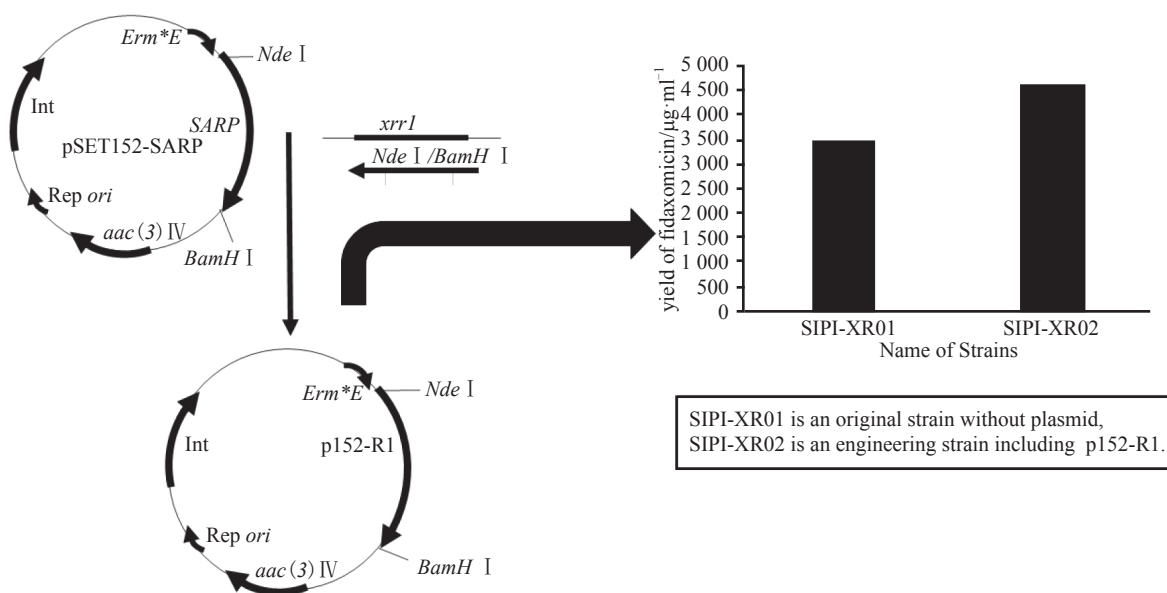 Erm*E
Nde Ⅰ
Int
SARP
pSET152-SARP
Rep ori
aac(3)Ⅳ
BamH Ⅰ
xrr1
Nde Ⅰ/BamH Ⅰ
Erm*E
Nde Ⅰ
Int
p152-R1
Rep ori
aac(3)Ⅳ
BamH Ⅰ
yield of fidaxomicin/μg·ml⁻¹
5 000
4 500
4 000
3 500
3 000
2 500
2 000
1 500
1 000
500
0
SIPI-XR01
SIPI-XR02
Name of Strains
SIPI-XR01 is an original strain without plasmid,
SIPI-XR02 is an engineering strain including p152-R1.